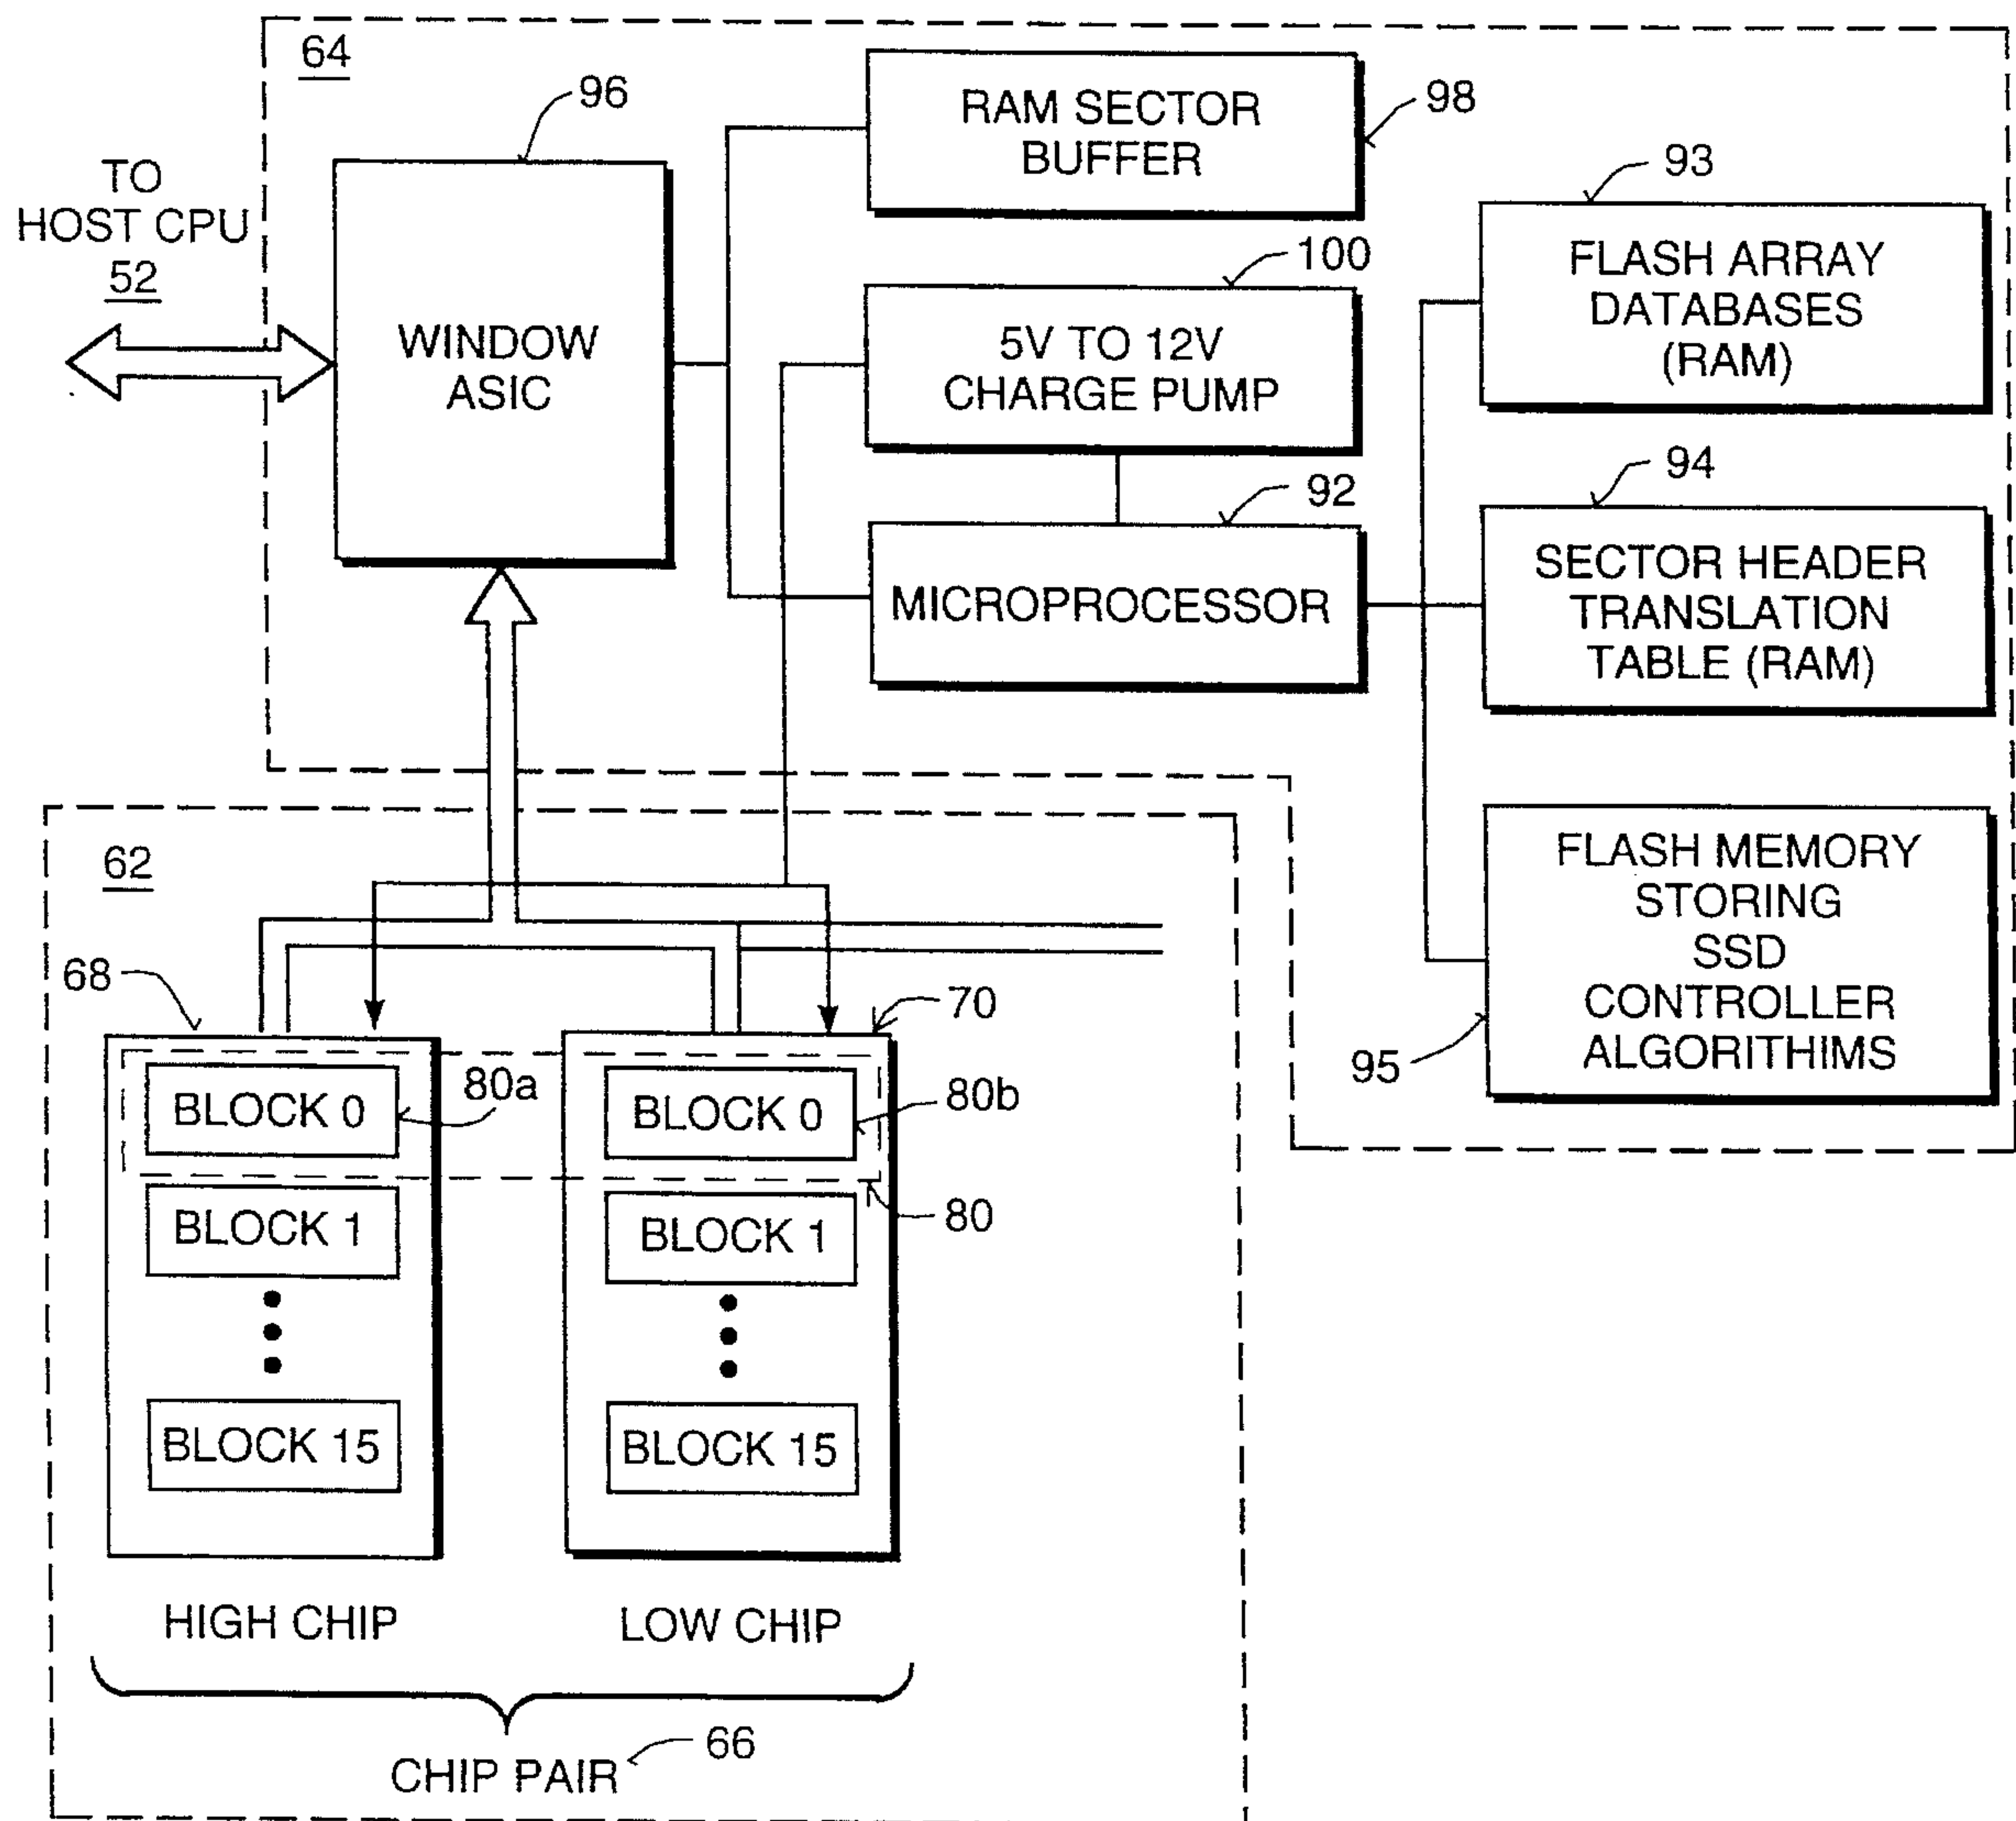 64
96
RAM SECTOR
BUFFER
98
TO
HOST CPU
52
WINDOW
ASIC
100
5V TO 12V
CHARGE PUMP
92
MICROPROCESSOR
93
FLASH ARRAY
DATABASES
(RAM)
94
SECTOR HEADER
TRANSLATION
TABLE (RAM)
FLASH MEMORY
STORING
SSD
CONTROLLER
ALGORITHIMS
95
62
68
70
BLOCK 0
80a
BLOCK 0
80b
BLOCK 1
BLOCK 1
80
BLOCK 15
BLOCK 15
HIGH CHIP
LOW CHIP
CHIP PAIR
66